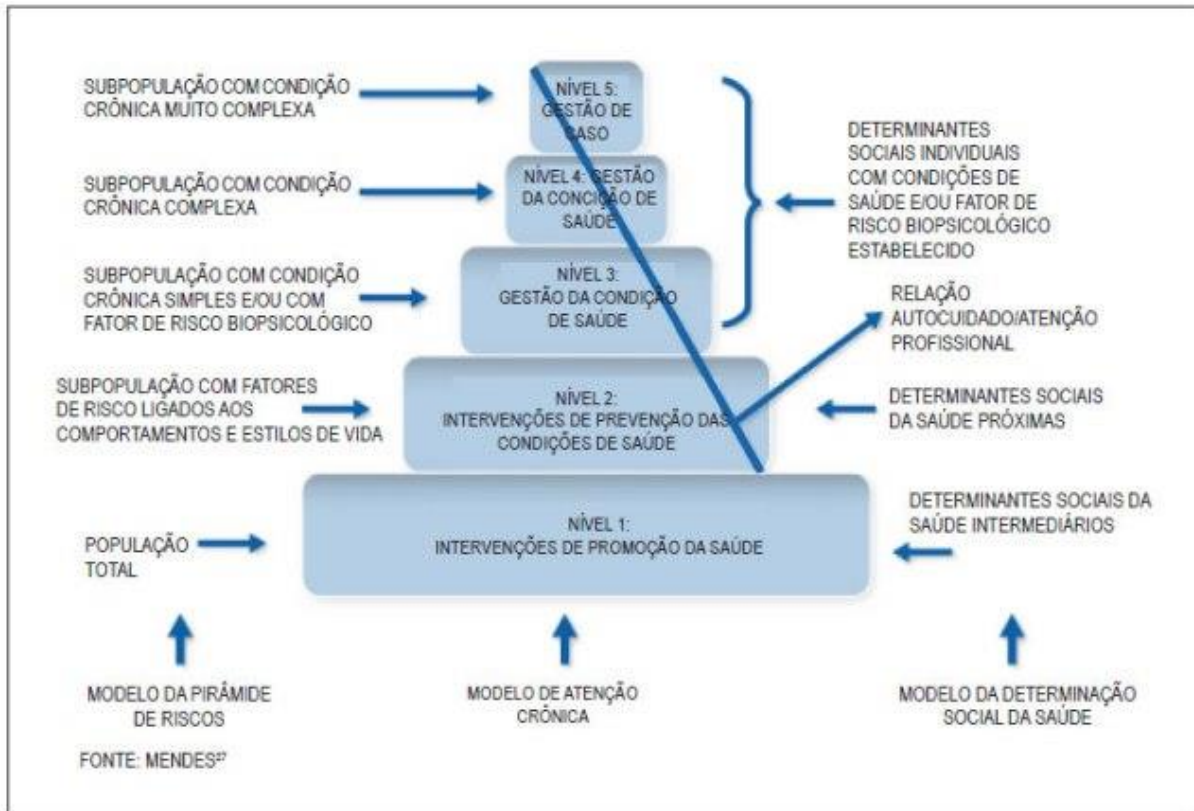 SUBPOPULAÇÃO COM CONDIÇÃO
CRÔNICA MUITO COMPLEXA
NÍVEL 5:
GESTÃO DE
CASO
SUBPOPULAÇÃO COM CONDIÇÃO
CRÔNICA COMPLEXA
NÍVEL 4: GESTÃO
DA CONCIÇÃO DE
SAÚDE
DETERMINANTES
SOCIAIS INDIVIDUAIS
COM CONDIÇÕES DE
SAÚDE E/OU FATOR DE
RISCO BIOPSICOLÓGICO
ESTABELECIDO
SUBPOPULAÇÃO COM CONDIÇÃO
CRÔNICA SIMPLES E/OU COM
FATOR DE RISCO BIOPSICOLÓGICO
NÍVEL 3:
GESTÃO DA CONDIÇÃO
DE SAÚDE
RELAÇÃO
AUTOCUIDADO/ATENÇÃO
PROFISSIONAL
SUBPOPULAÇÃO COM FATORES
DE RISCO LIGADOS AOS
COMPORTAMENTOS E ESTILOS DE VIDA
NÍVEL 2:
INTERVENÇÕES DE PREVENÇÃO DAS
CONDIÇÕES DE SAÚDE
DETERMINANTES SOCIAIS
DA SAÚDE PRÓXIMAS
POPULAÇÃO
TOTAL
NÍVEL 1:
INTERVENÇÕES DE PROMOÇÃO DA SAÚDE
DETERMINANTES SOCIAIS DA
SAÚDE INTERMEDIÁRIOS
MODELO DA PIRÂMIDE
DE RISCOS
MODELO DE ATENÇÃO
CRÔNICA
MODELO DA DETERMINAÇÃO
SOCIAL DA SAÚDE
FONTE: MENDES²⁷